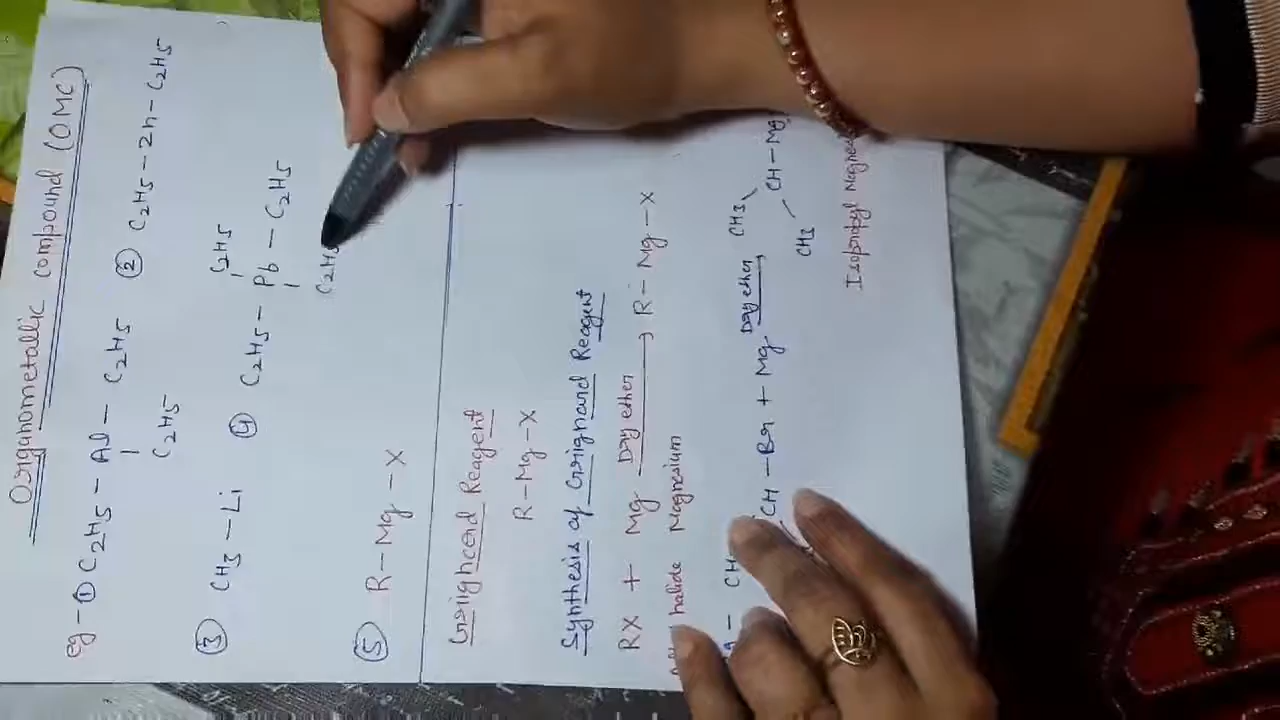 Organometallic compound (OMC)
eg - ① C2H5 - Al - C2H5 ② C2H5 - Zn - C2H5
C2H5
C2H5
③ CH3 - Li ④ C2H5 - Pb - C2H5
C2H5
⑤ R - Mg - X
Griighcerd Reagent
R - Mg - X
Synthesis of Grignard Reagent
RX + Mg Dry ether R - Mg - X
halide Magnesium
CH3
CH - Br + Mg Dry ether CH - Mg
CH3
Isopropyl